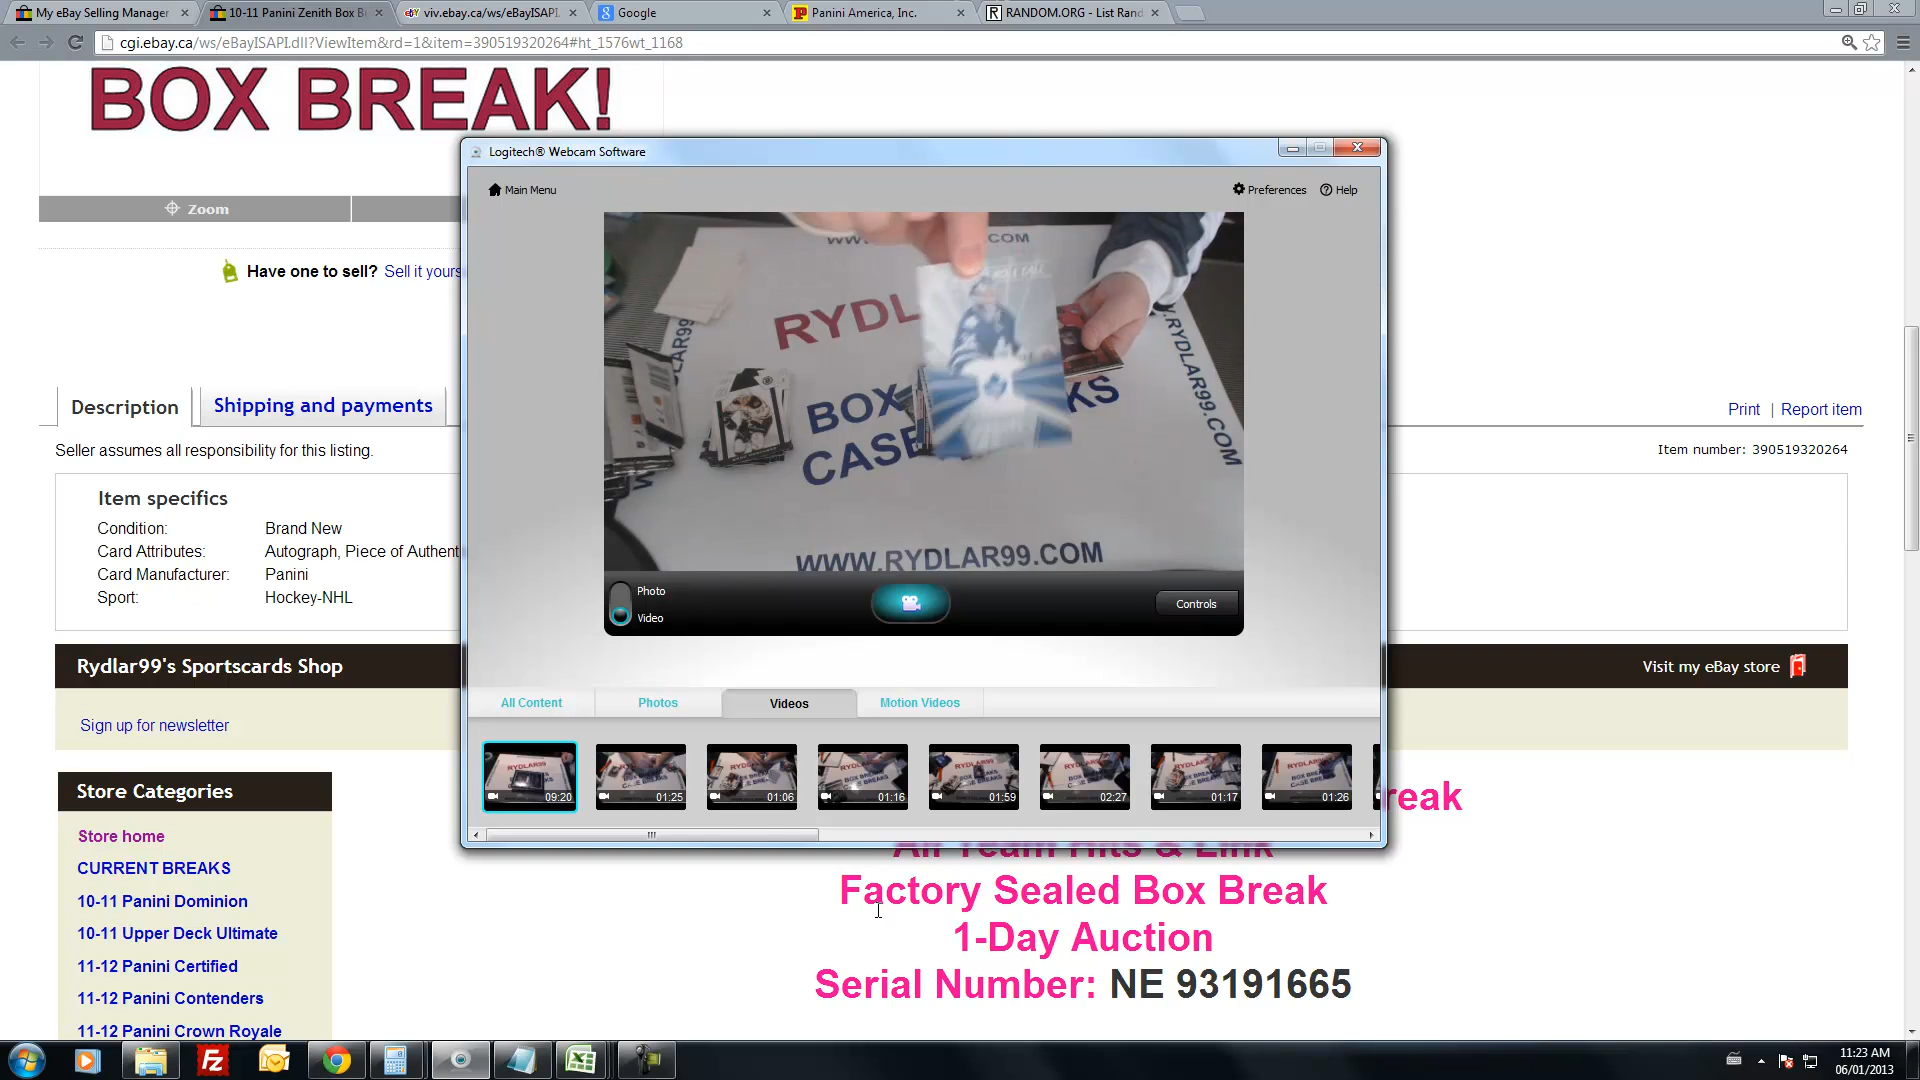 My eBay Selling Manager
10-11 Panini Zenith Box B
viv.ebay.ca/ws/eBayISAPI.
Google
Panini America, Inc.
RANDOM.ORG - List Ran
cgi.ebay.ca/ws/eBayISAPI.dll?ViewItem&rd=1&item=390519320264#ht_1576wt_1168
BOX BREAK!
Zoom
Have one to sell? Sell it yours
Description
Shipping and payments
Print | Report item
Seller assumes all responsibility for this listing.
Item number: 390519320264
Item specifics
Condition: Brand New
Card Attributes: Autograph, Piece of Authent
Card Manufacturer: Panini
Sport: Hockey-NHL
Rydlar99's Sportscards Shop
Visit my eBay store
Sign up for newsletter
Store Categories
Store home
CURRENT BREAKS
10-11 Panini Dominion
10-11 Upper Deck Ultimate
11-12 Panini Certified
11-12 Panini Contenders
11-12 Panini Crown Royale
Logitech® Webcam Software
Main Menu
Preferences
Help
WW
COM
RYDL
BOX
KS
CASE
WWW.RYDLAR99.COM
Photo
Video
Controls
All Content
Photos
Videos
Motion Videos
09:20
01:25
01:06
01:16
01:59
02:27
01:17
01:26
reak
All Team Hits & Link
Factory Sealed Box Break
1-Day Auction
Serial Number: NE 93191665
11:23 AM
06/01/2013